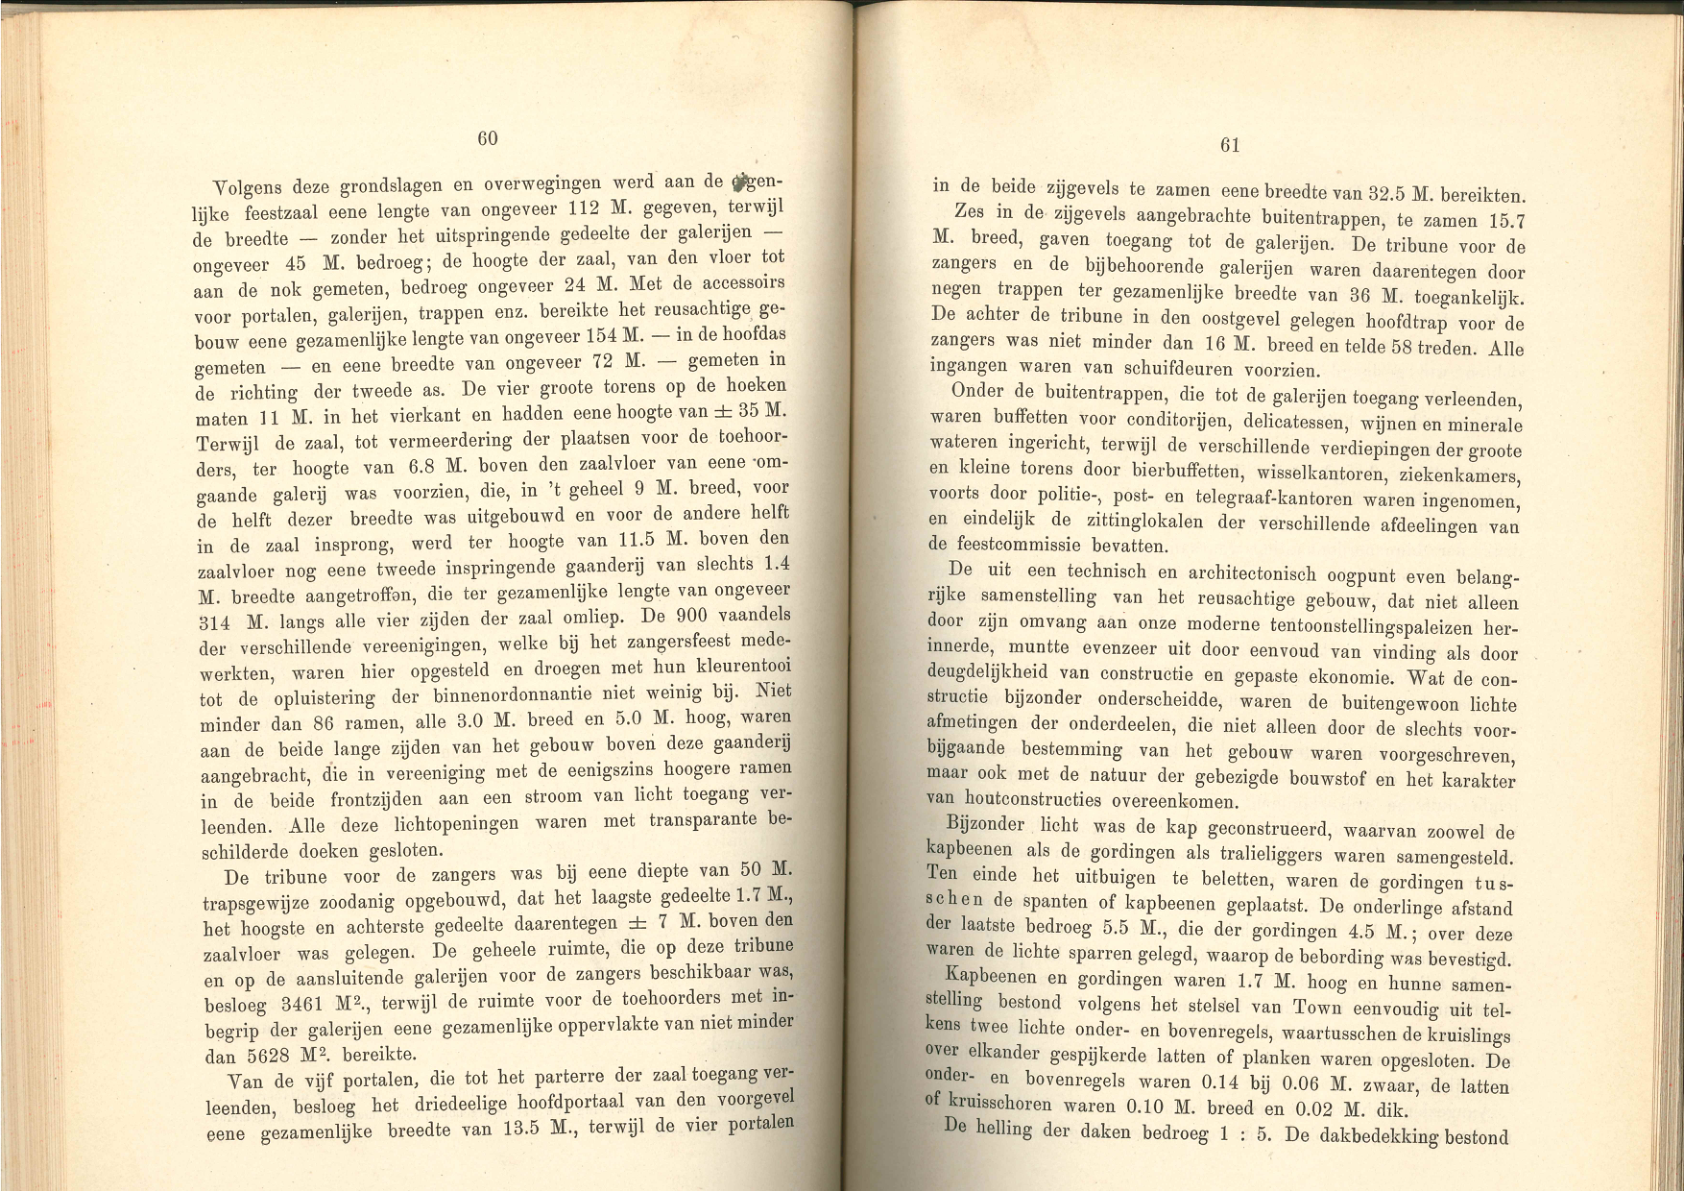 60
Volgens deze grondslagen en overwegingen werd aan de eigen-
lijke feestzaal eene lengte van ongeveer 112 M. gegeven, terwijl
de breedte — zonder het uitspringende gedeelte der galerijen —
ongeveer 45 M. bedroeg; de hoogte der zaal, van den vloer tot
aan de nok gemeten, bedroeg ongeveer 24 M. Met de accessoirs
voor portalen, galerijen, trappen enz. bereikte het reusachtige ge-
bouw eene gezamenlijke lengte van ongeveer 154 M. — in de hoofdas
gemeten — en eene breedte van ongeveer 72 M. — gemeten in
de richting der tweede as. De vier groote torens op de hoeken
maten 11 M. in het vierkant en hadden eene hoogte van ± 35 M.
Terwijl de zaal, tot vermeerdering der plaatsen voor de toehoor-
ders, ter hoogte van 6.8 M. boven den zaalvloer van eene om-
gaande galerij was voorzien, die, in 't geheel 9 M. breed, voor
de helft dezer breedte was uitgebouwd en voor de andere helft
in de zaal insprong, werd ter hoogte van 11.5 M. boven den
zaalvloer nog eene tweede inspringende gaanderij van slechts 1.4
M. breedte aangetroffen, die ter gezamenlijke lengte van ongeveer
314 M. langs alle vier zijden der zaal omliep. De 900 vaandels
der verschillende vereenigingen, welke bij het zangersfeest mede-
werkten, waren hier opgesteld en droegen met hun kleurentooi
tot de opluistering der binnenordonnantie niet weinig bij. Niet
minder dan 86 ramen, alle 3.0 M. breed en 5.0 M. hoog, waren
aan de beide lange zijden van het gebouw boven deze gaanderij
aangebracht, die in vereeniging met de eenigszins hoogere ramen
in de beide frontzijden aan een stroom van licht toegang ver-
leenden. Alle deze lichtopeningen waren met transparante be-
schilderde doeken gesloten.
De tribune voor de zangers was bij eene diepte van 50 M.
trapsgewijze zoodanig opgebouwd, dat het laagste gedeelte 1.7 M.,
het hoogste en achterste gedeelte daarentegen ± 7 M. boven den
zaalvloer was gelegen. De geheele ruimte, die op deze tribune
en op de aansluitende galerijen voor de zangers beschikbaar was,
besloeg 3461 M²., terwijl de ruimte voor de toehoorders met in-
begrip der galerijen eene gezamenlijke oppervlakte van niet minder
dan 5628 M². bereikte.
Van de vijf portalen, die tot het parterre der zaal toegang ver-
leenden, besloeg het driedeelige hoofdportaal van den voorgevel
eene gezamenlijke breedte van 13.5 M., terwijl de vier portalen
61
in de beide zijgevels te zamen eene breedte van 32.5 M. bereikten.
Zes in de zijgevels aangebrachte buitentrappen, te zamen 15.7
M. breed, gaven toegang tot de galerijen. De tribune voor de
zangers en de bijbehoorende galerijen waren daarentegen door
negen trappen ter gezamenlijke breedte van 36 M. toegankelijk.
De achter de tribune in den oostgevel gelegen hoofdtrap voor de
zangers was niet minder dan 16 M. breed en telde 58 treden. Alle
ingangen waren van schuifdeuren voorzien.
Onder de buitentrappen, die tot de galerijen toegang verleenden,
waren buffetten voor conditorijen, delicatessen, wijnen en minerale
wateren ingericht, terwijl de verschillende verdiepingen der groote
en kleine torens door bierbuffetten, wisselkantoren, ziekenkamers,
voorts door politie-, post- en telegraaf-kantoren waren ingenomen,
en eindelijk de zittinglokalen der verschillende afdeelingen van
de feestcommissie bevatten.
De uit een technisch en architectonisch oogpunt even belang-
rijke samenstelling van het reusachtige gebouw, dat niet alleen
door zijn omvang aan onze moderne tentoonstellingspaleizen her-
innerde, muntte evenzeer uit door eenvoud van vinding als door
deugdelijkheid van constructie en gepaste ekonomie. Wat de con-
structie bijzonder onderscheidde, waren de buitengewoon lichte
afmetingen der onderdeelen, die niet alleen door de slechts voor-
bijgaande bestemming van het gebouw waren voorgeschreven,
maar ook met de natuur der gebezigde bouwstof en het karakter
van houtconstructies overeenkomen.
Bijzonder licht was de kap geconstrueerd, waarvan zoowel de
kapbeenen als de gordingen als tralieliggers waren samengesteld.
Ten einde het uitbuigen te beletten, waren de gordingen tus-
schen de spanten of kapbeenen geplaatst. De onderlinge afstand
der laatste bedroeg 5.5 M., die der gordingen 4.5 M.; over deze
waren de lichte sparren gelegd, waarop de bebording was bevestigd.
Kapbeenen en gordingen waren 1.7 M. hoog en hunne samen-
stelling bestond volgens het stelsel van Town eenvoudig uit tel-
kens twee lichte onder- en bovenregels, waartusschen de kruislings
over elkander gespijkerde latten of planken waren opgesloten. De
onder- en bovenregels waren 0.14 bij 0.06 M. zwaar, de latten
of kruisschoren waren 0.10 M. breed en 0.02 M. dik.
De helling der daken bedroeg 1 : 5. De dakbedekking bestond